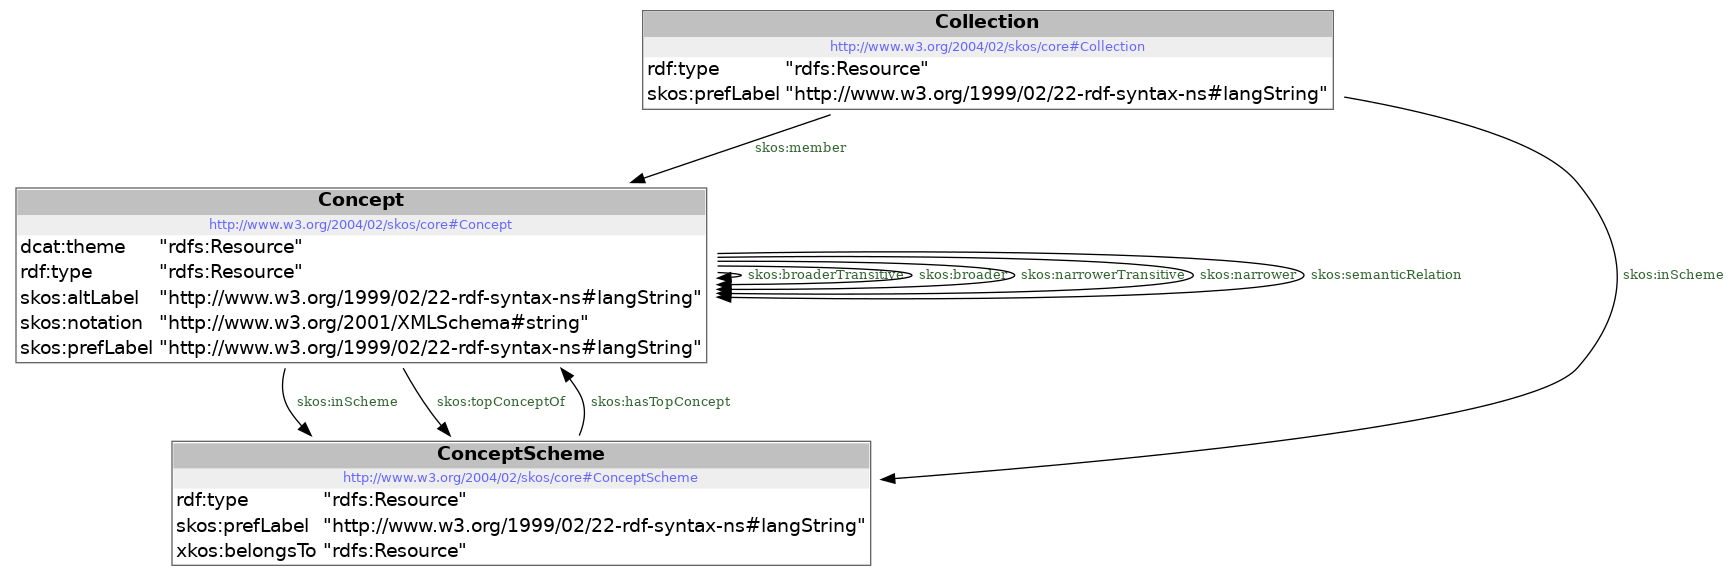 Collection
http://www.w3.org/2004/02/skos/core#Collection
rdf:type "rdfs:Resource"
skos:prefLabel "http://www.w3.org/1999/02/22-rdf-syntax-ns#langString"
skos:member
Concept
http://www.w3.org/2004/02/skos/core#Concept
dcat:theme "rdfs:Resource"
rdf:type "rdfs:Resource"
skos:altLabel "http://www.w3.org/1999/02/22-rdf-syntax-ns#langString"
skos:notation "http://www.w3.org/2001/XMLSchema#string"
skos:prefLabel "http://www.w3.org/1999/02/22-rdf-syntax-ns#langString"
skos:broaderTransitive skos:broader skos:narrowerTransitive skos:narrower skos:semanticRelation skos:inScheme
skos:inScheme skos:topConceptOf skos:hasTopConcept
ConceptScheme
http://www.w3.org/2004/02/skos/core#ConceptScheme
rdf:type "rdfs:Resource"
skos:prefLabel "http://www.w3.org/1999/02/22-rdf-syntax-ns#langString"
xkos:belongsTo "rdfs:Resource"